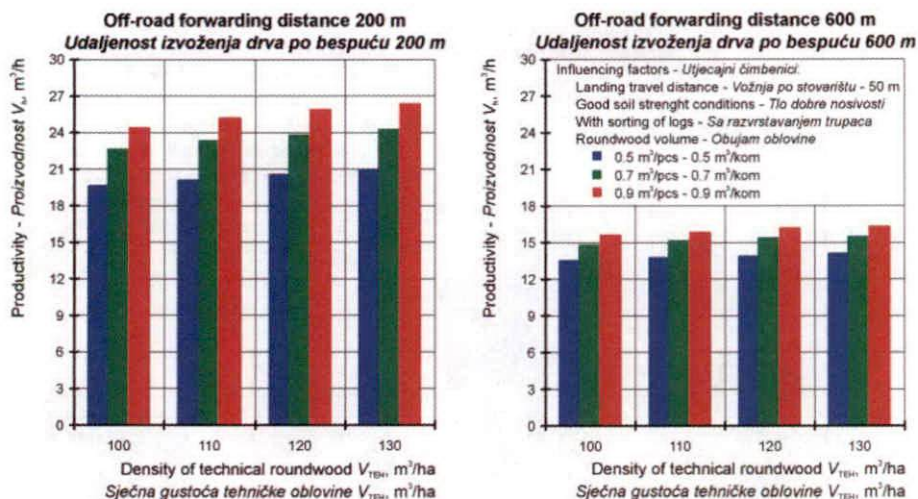 Off-road forwarding distance 200 m
Udaljenost izvoženja drva po bespuću 200 m
Productivity - Proizvodnost Vₕ, m³/h
30
27
24
21
18
15
12
9
6
3
0
100
110
120
130
Density of technical roundwood V_TEH, m³/ha
Sječna gustoća tehničke oblovine V_TEH, m³/ha
Off-road forwarding distance 600 m
Udaljenost izvoženja drva po bespuću 600 m
Productivity - Proizvodnost Vₕ, m³/h
30
27
24
21
18
15
12
9
6
3
0
Influencing factors - Utjecajni čimbenici:
Landing travel distance - Vožnja po stovarištu - 50 m
Good soil strenght conditions - Tlo dobre nosivosti
With sorting of logs - Sa razvrstavanjem trupaca
Roundwood volume - Obujam oblovine
0.5 m³/pcs - 0.5 m³/kom
0.7 m³/pcs - 0.7 m³/kom
0.9 m³/pcs - 0.9 m³/kom
100
110
120
130
Density of technical roundwood V_TEH, m³/ha
Sječna gustoća tehničke oblovine V_TEH, m³/ha